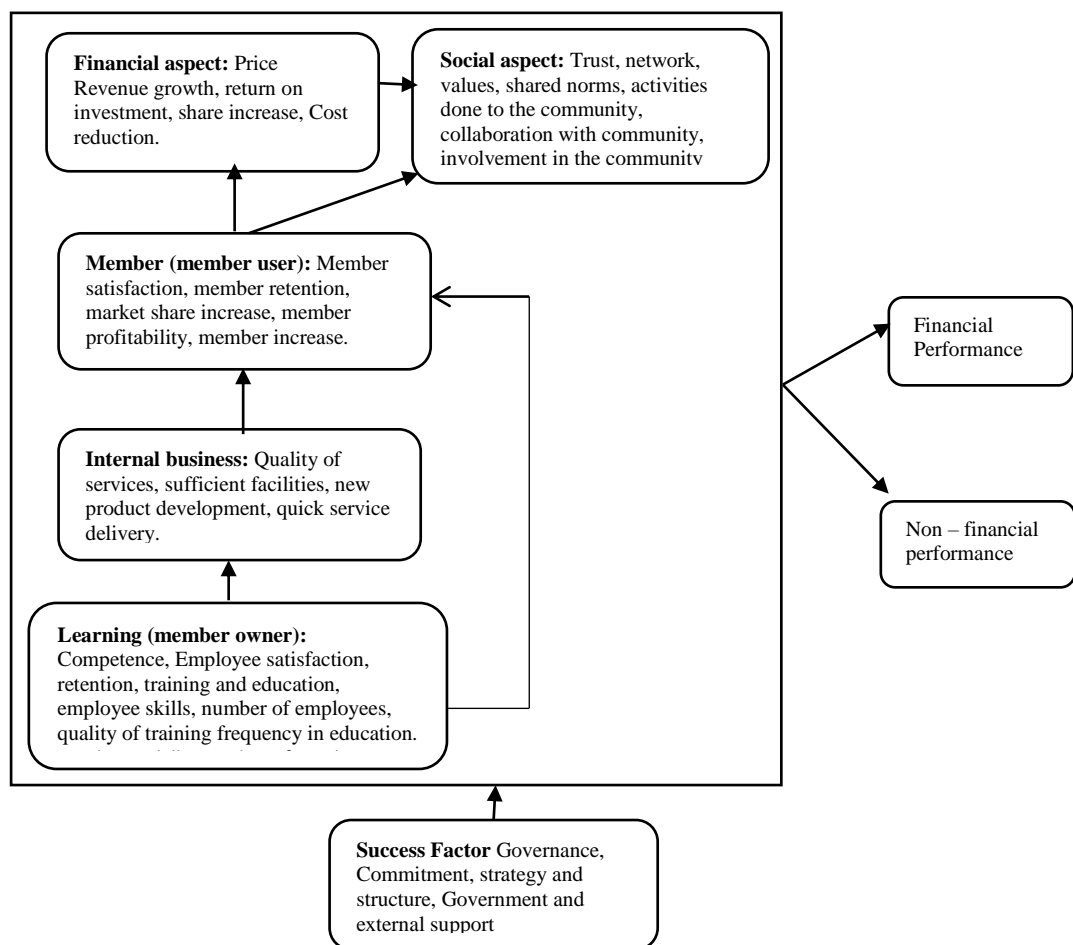 Financial aspect: Price
Revenue growth, return on
investment, share increase, Cost
reduction.
Social aspect: Trust, network,
values, shared norms, activities
done to the community,
collaboration with community,
involvement in the community
Member (member user): Member
satisfaction, member retention,
market share increase, member
profitability, member increase.
Financial
Performance
Internal business: Quality of
services, sufficient facilities, new
product development, quick service
delivery.
Non – financial
performance
Learning (member owner):
Competence, Employee satisfaction,
retention, training and education,
employee skills, number of employees,
quality of training frequency in education.
Success Factor Governance,
Commitment, strategy and
structure, Government and
external support